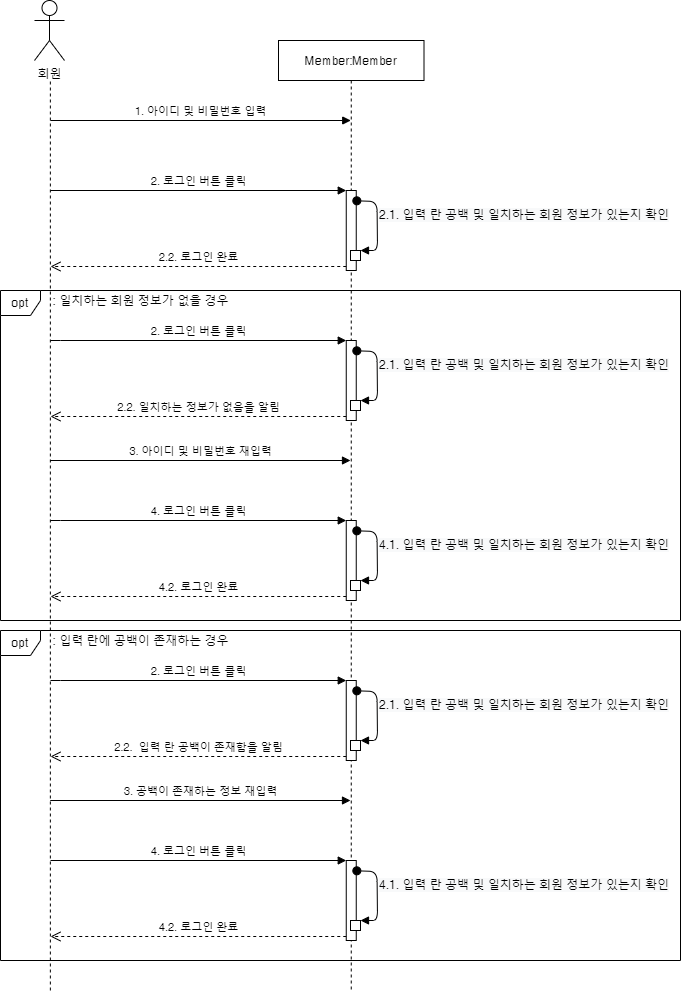 회원
Member:Member
1. 아이디 및 비밀번호 입력
2. 로그인 버튼 클릭
2.1. 입력 란 공백 및 일치하는 회원 정보가 있는지 확인
2.2. 로그인 완료
opt
: 일치하는 회원 정보가 없을 경우
2. 로그인 버튼 클릭
2.1. 입력 란 공백 및 일치하는 회원 정보가 있는지 확인
2.2. 일치하는 정보가 없음을 알림
3. 아이디 및 비밀번호 재입력
4. 로그인 버튼 클릭
4.1. 입력 란 공백 및 일치하는 회원 정보가 있는지 확인
4.2. 로그인 완료
opt
: 입력 란에 공백이 존재하는 경우
2. 로그인 버튼 클릭
2.1. 입력 란 공백 및 일치하는 회원 정보가 있는지 확인
2.2. 입력 란 공백이 존재함을 알림
3. 공백이 존재하는 정보 재입력
4. 로그인 버튼 클릭
4.1. 입력 란 공백 및 일치하는 회원 정보가 있는지 확인
4.2. 로그인 완료